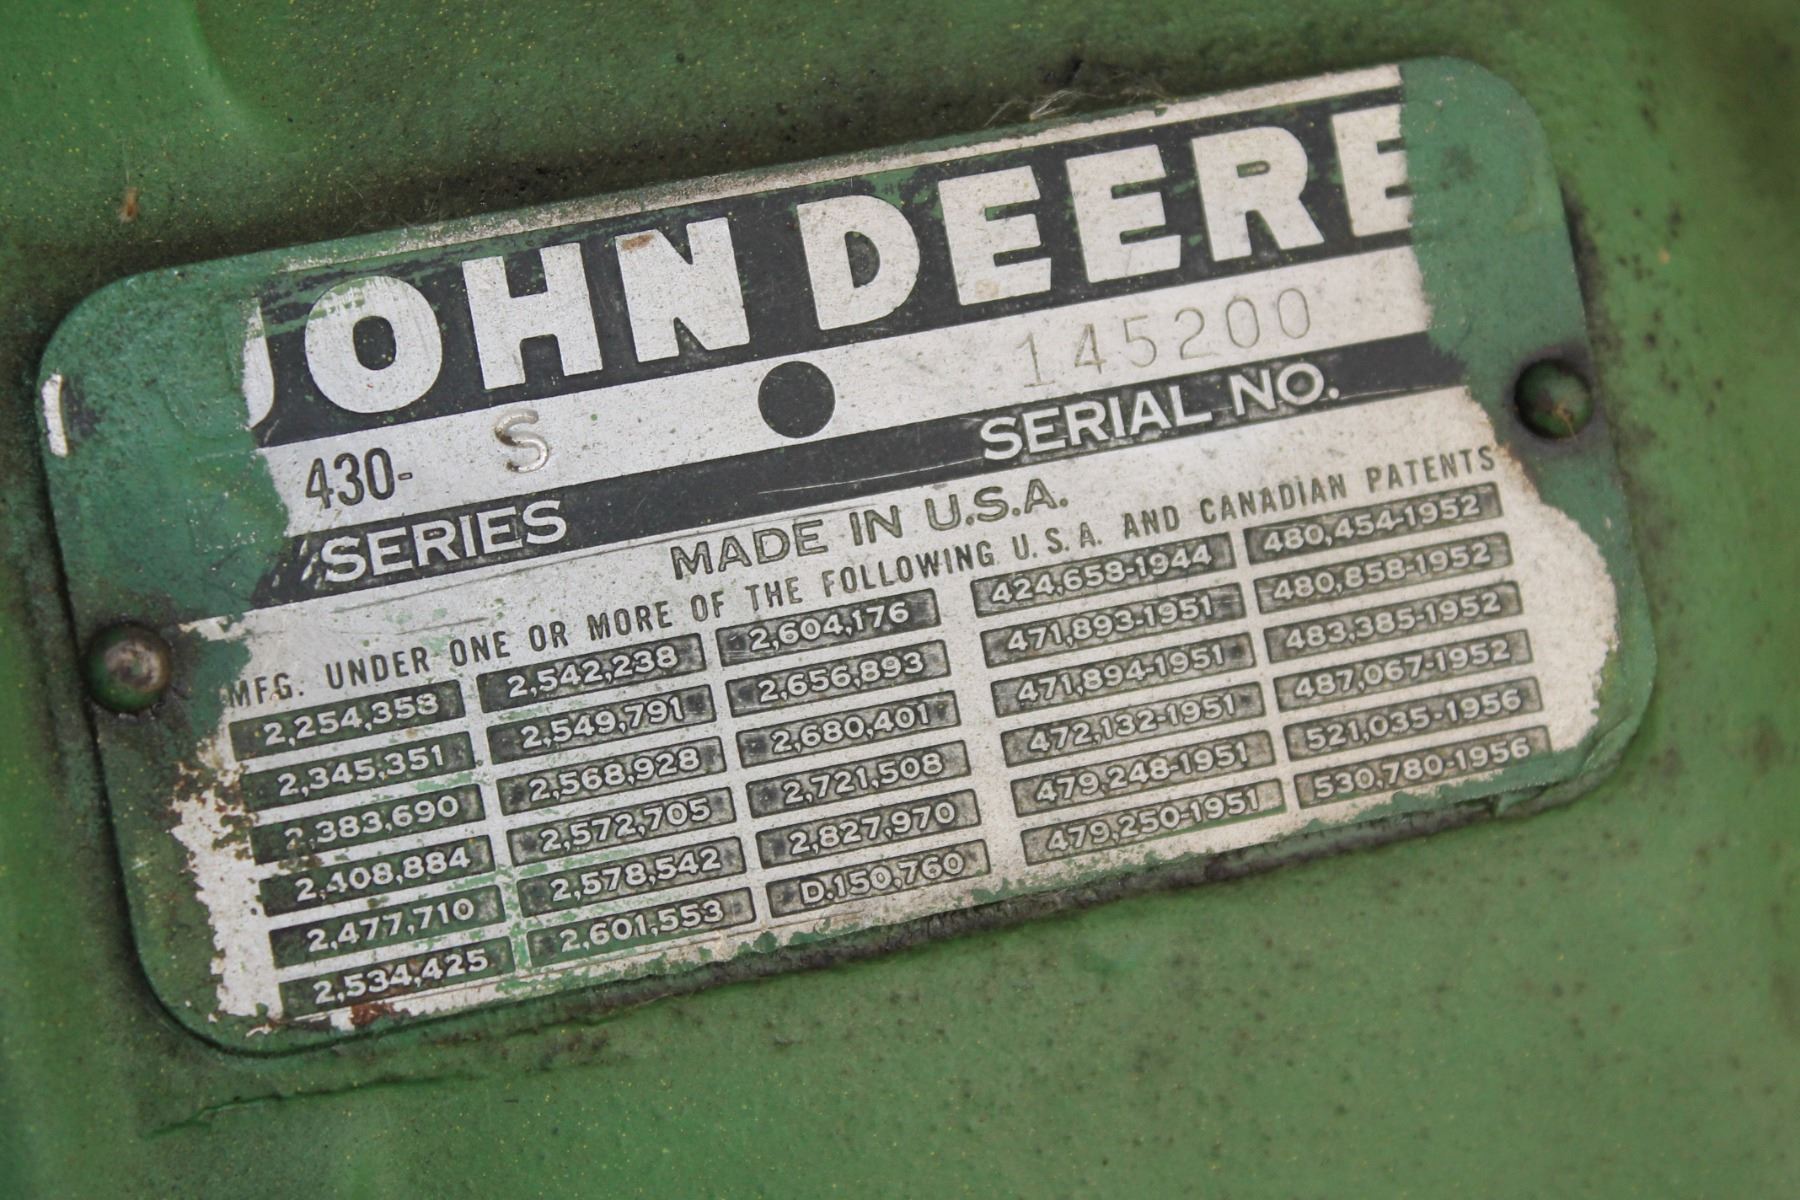 JOHN DEERE
430- S 145200
SERIES SERIAL NO.
MADE IN U.S.A.
MFG. UNDER ONE OR MORE OF THE FOLLOWING U.S.A. AND CANADIAN PATENTS
2,254,358 2,542,238 2,604,176 424,658-1944 480,454-1952
2,345,351 2,549,791 2,656,893 471,893-1951 480,858-1952
2,383,690 2,568,928 2,680,401 471,894-1951 483,385-1952
2,408,884 2,572,705 2,721,508 472,132-1951 487,067-1952
2,477,710 2,578,542 2,827,970 479,248-1951 521,035-1956
2,534,425 2,601,553 D.150,760 479,250-1951 530,780-1956